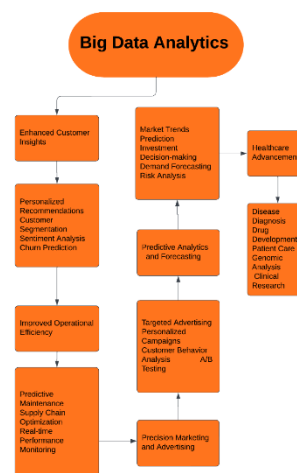 Big Data Analytics
Enhanced Customer
Insights
Personalized
Recommendations
Customer
Segmentation
Sentiment Analysis
Churn Prediction
Improved Operational
Efficiency
Predictive
Maintenance
Supply Chain
Optimization
Real-time
Performance
Monitoring
Precision Marketing
and Advertising
Targeted Advertising
Personalized
Campaigns
Customer Behavior
Analysis A/B
Testing
Predictive Analytics
and Forecasting
Market Trends
Prediction
Investment
Decision-making
Demand Forecasting
Risk Analysis
Healthcare
Advancement
Disease
Diagnosis
Drug
Development
Patient Care
Genomic
Analysis
Clinical
Research